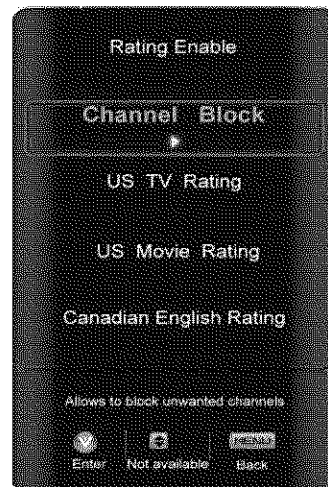 Rating Enable
Channel Block
US TV Rating
US Movie Rating
Canadian English Rating
Allows to block unwanted channels
MENU
Enter Not available Back